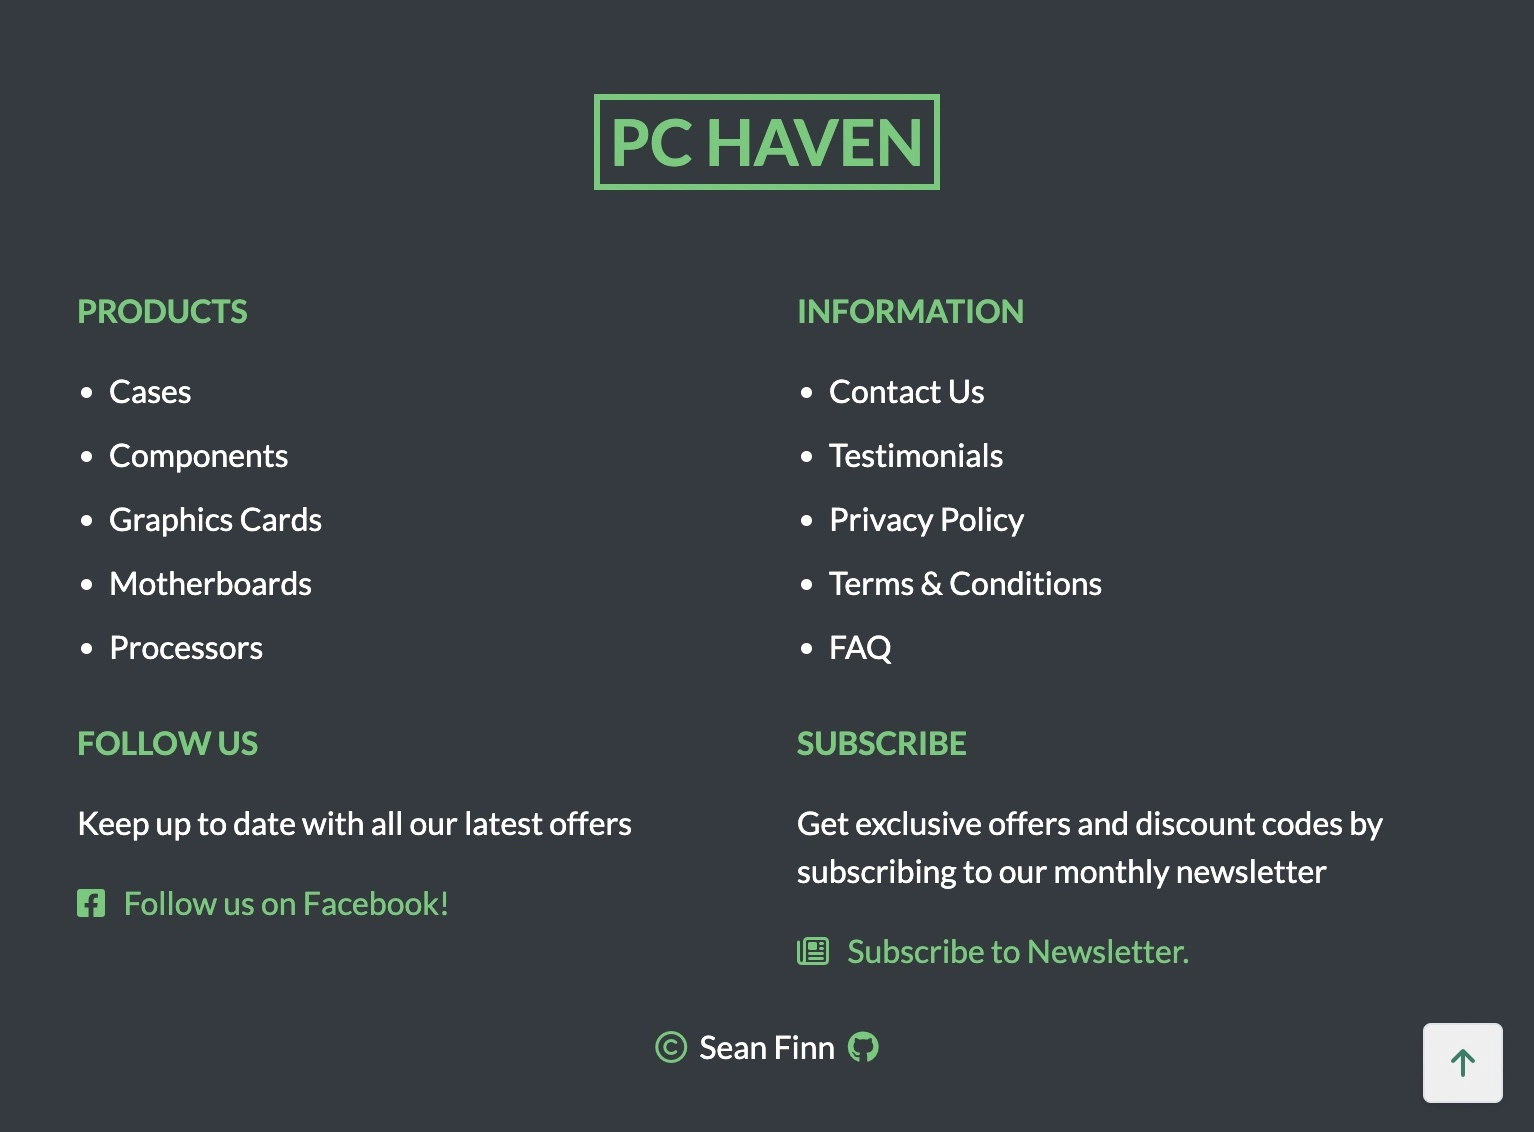 PC HAVEN
PRODUCTS
• Cases
• Components
• Graphics Cards
• Motherboards
• Processors
INFORMATION
• Contact Us
• Testimonials
• Privacy Policy
• Terms & Conditions
• FAQ
FOLLOW US
Keep up to date with all our latest offers
Follow us on Facebook!
SUBSCRIBE
Get exclusive offers and discount codes by
subscribing to our monthly newsletter
Subscribe to Newsletter.
© Sean Finn